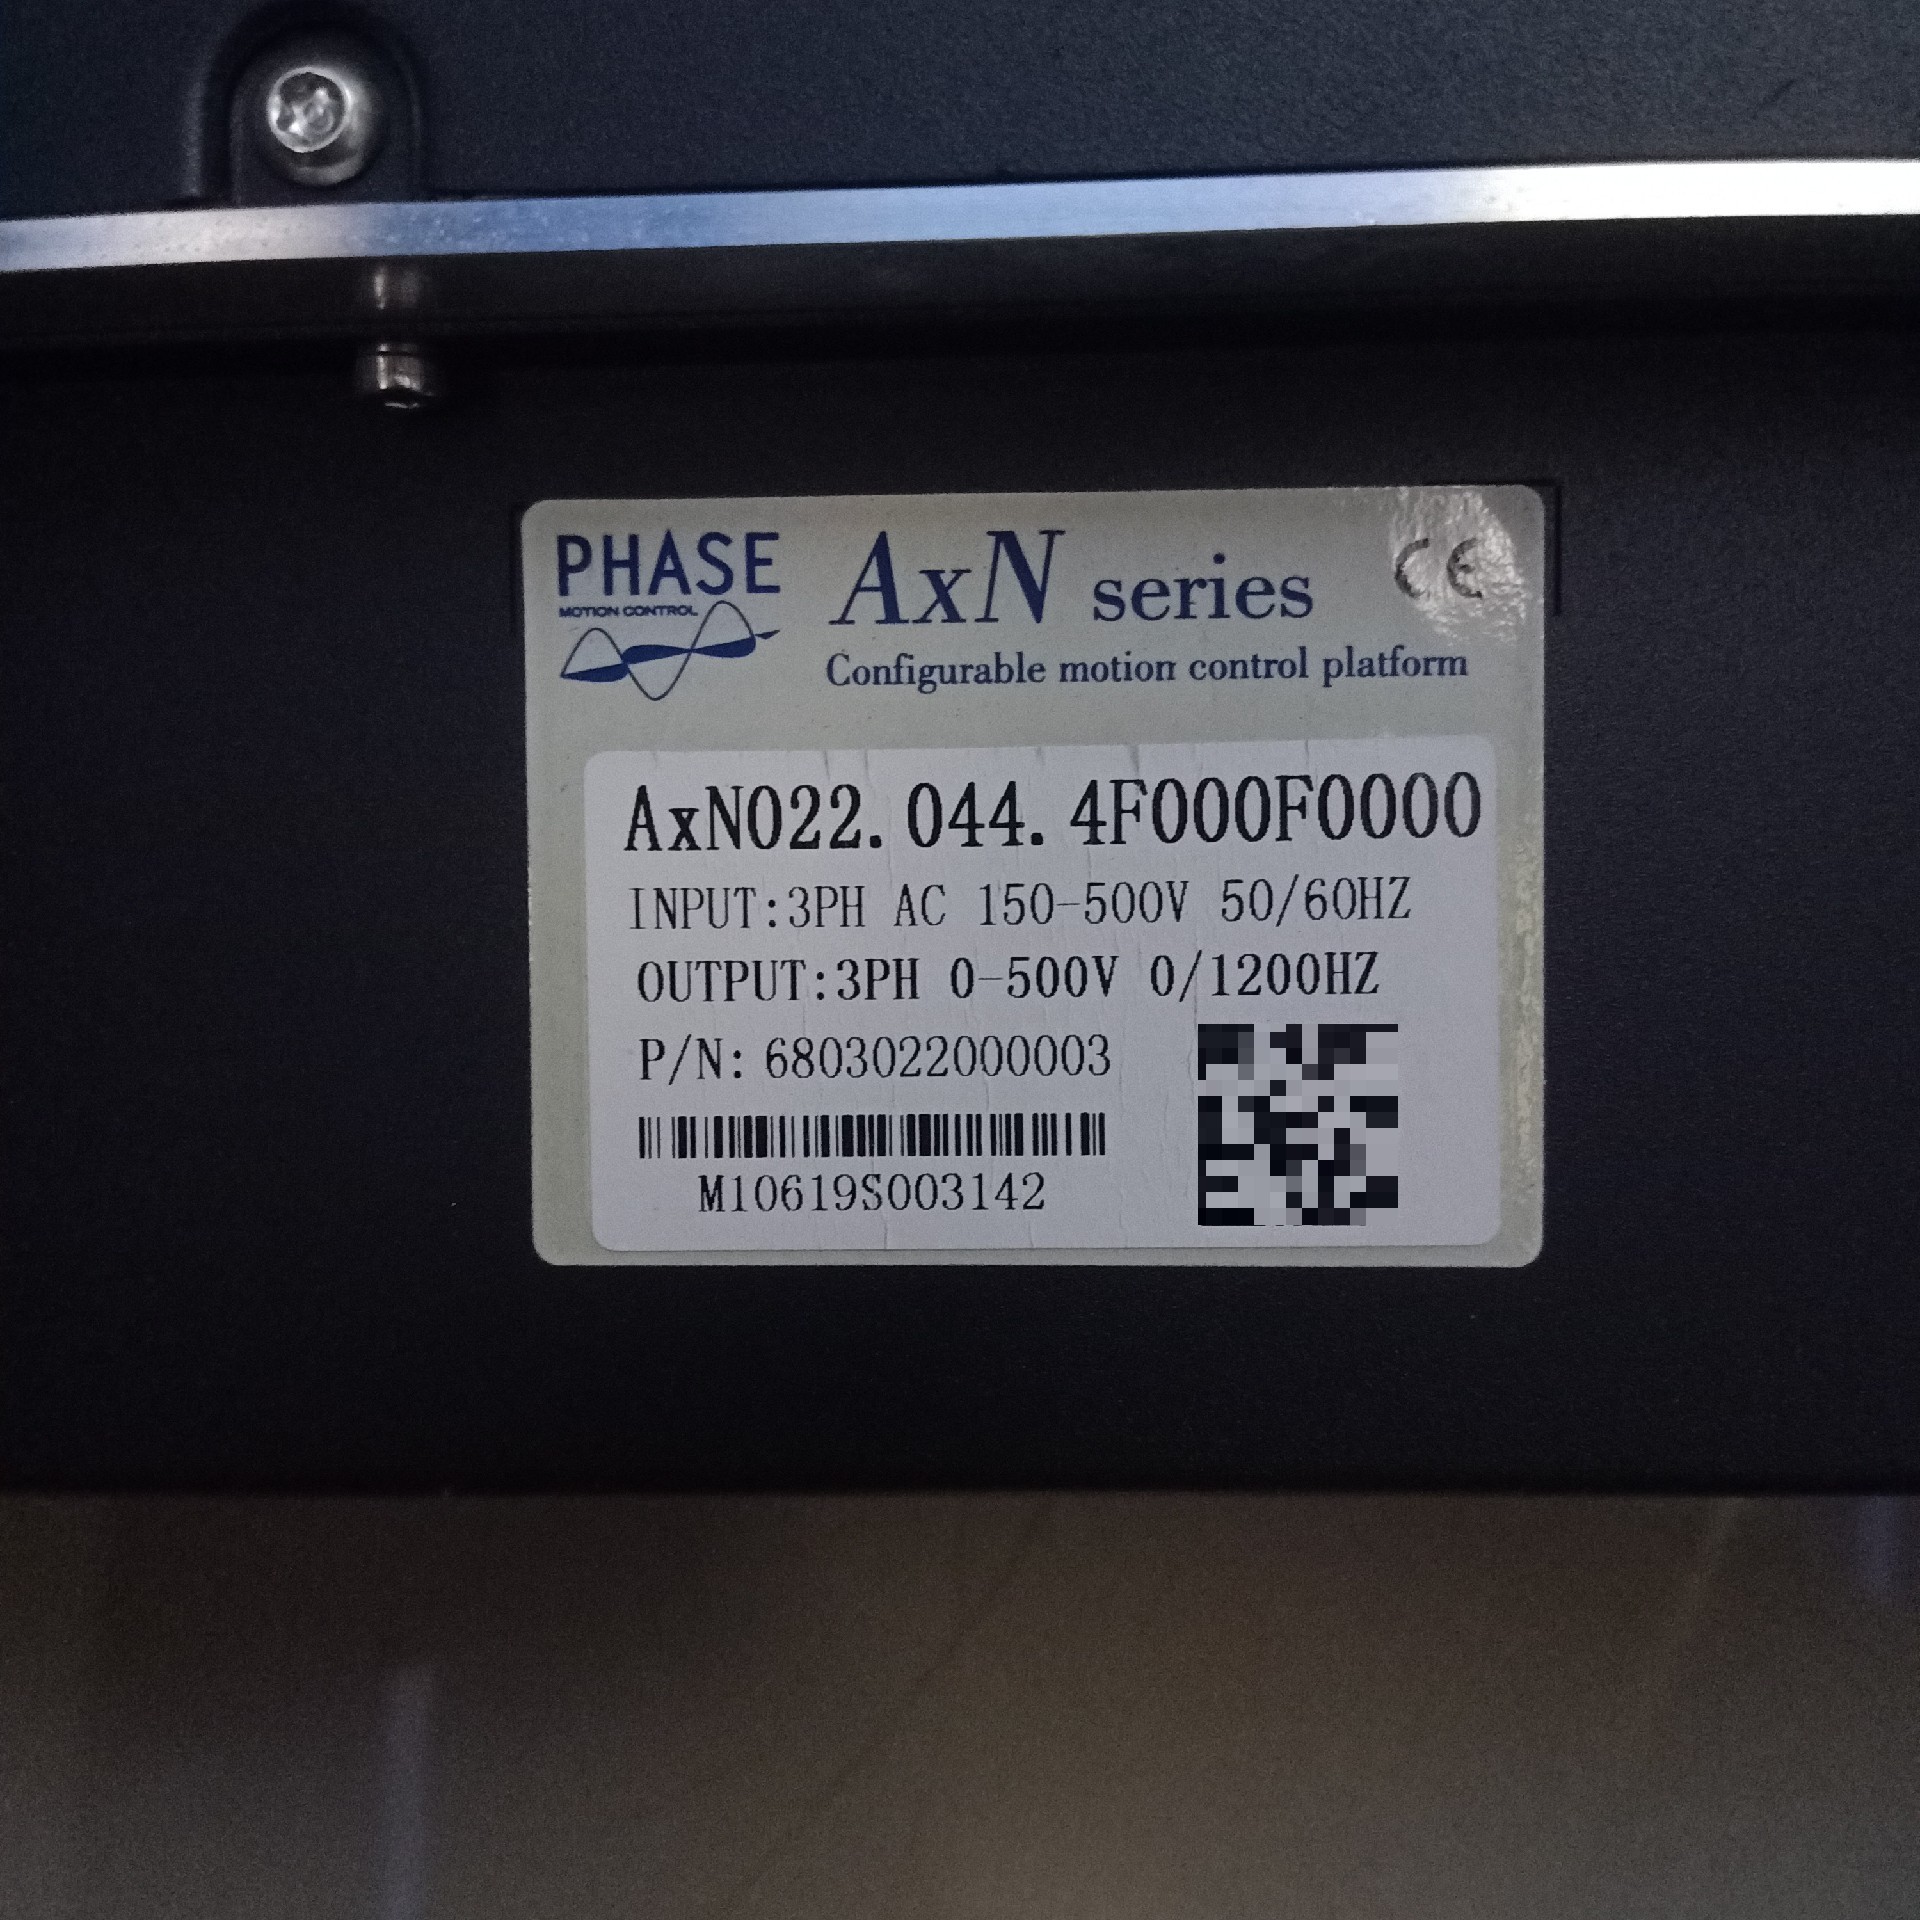 PHASE
MOTION CONTROL
AxN series
CE
Configurable motion control platform
AxN022.044.4F000F0000
INPUT:3PH AC 150-500V 50/60HZ
OUTPUT:3PH 0-500V 0/1200HZ
P/N: 6803022000003
M10619S003142